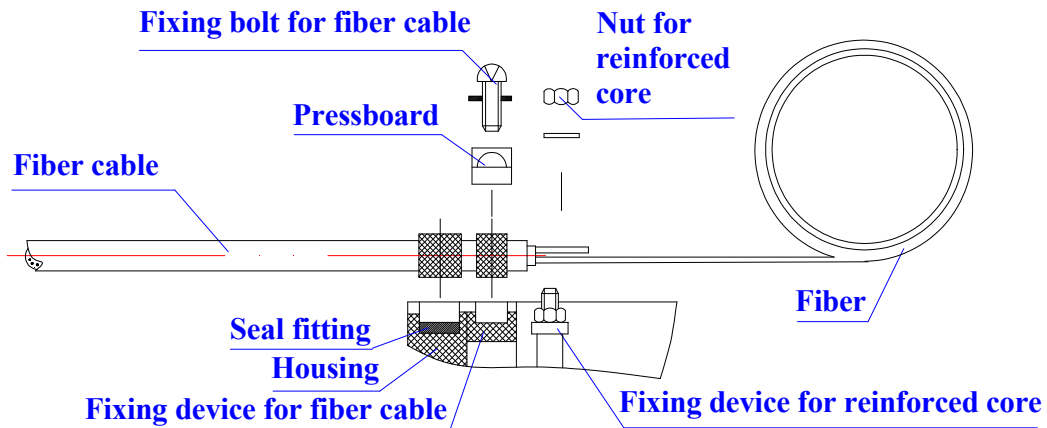 Fixing bolt for fiber cable
Nut for
reinforced
core
Pressboard
Fiber cable
Fiber
Seal fitting
Housing
Fixing device for fiber cable
Fixing device for reinforced core